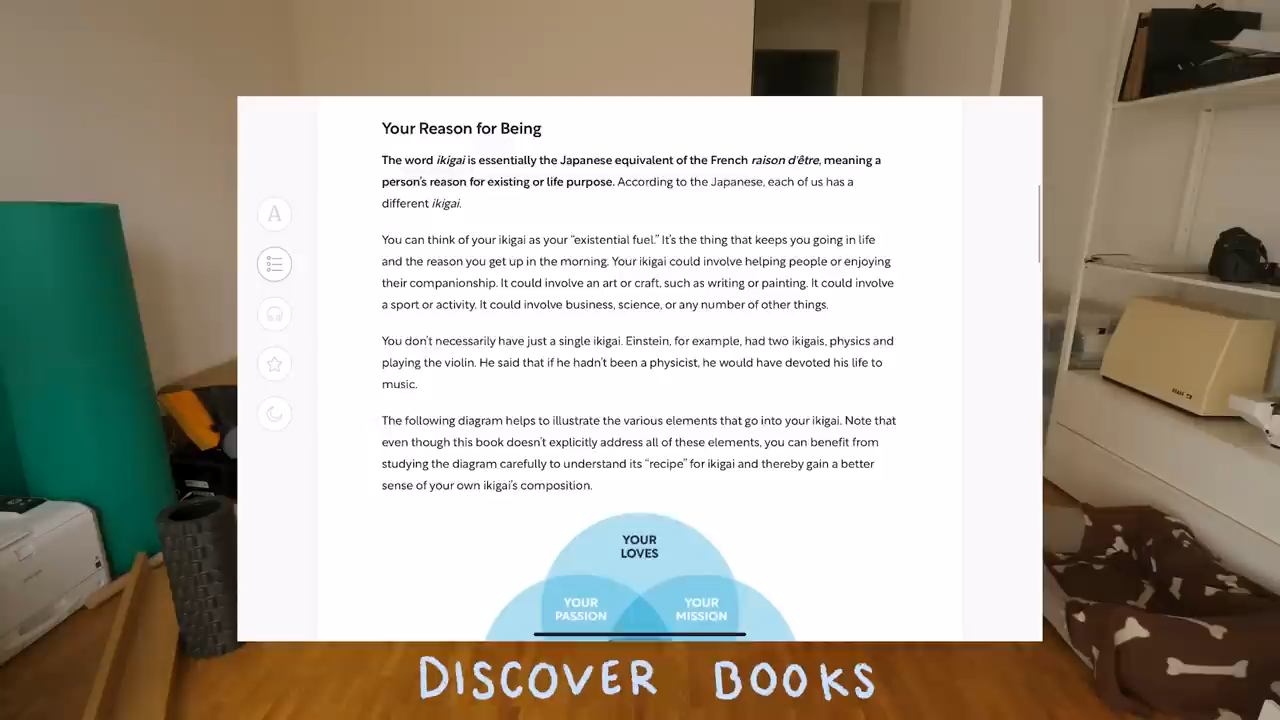 Your Reason for Being
The word ikigai is essentially the Japanese equivalent of the French raison d'être, meaning a
person's reason for existing or life purpose. According to the Japanese, each of us has a
different ikigai.
You can think of your ikigai as your “existential fuel.” It's the thing that keeps you going in life
and the reason you get up in the morning. Your ikigai could involve helping people or enjoying
their companionship. It could involve an art or craft, such as writing or painting. It could involve
a sport or activity. It could involve business, science, or any number of other things.
You don't necessarily have just a single ikigai. Einstein, for example, had two ikigais, physics and
playing the violin. He said that if he hadn't been a physicist, he would have devoted his life to
music.
The following diagram helps to illustrate the various elements that go into your ikigai. Note that
even though this book doesn't explicitly address all of these elements, you can benefit from
studying the diagram carefully to understand its “recipe” for ikigai and thereby gain a better
sense of your own ikigai's composition.
A
YOUR
LOVES
YOUR
PASSION
YOUR
MISSION
DISCOVER BOOKS